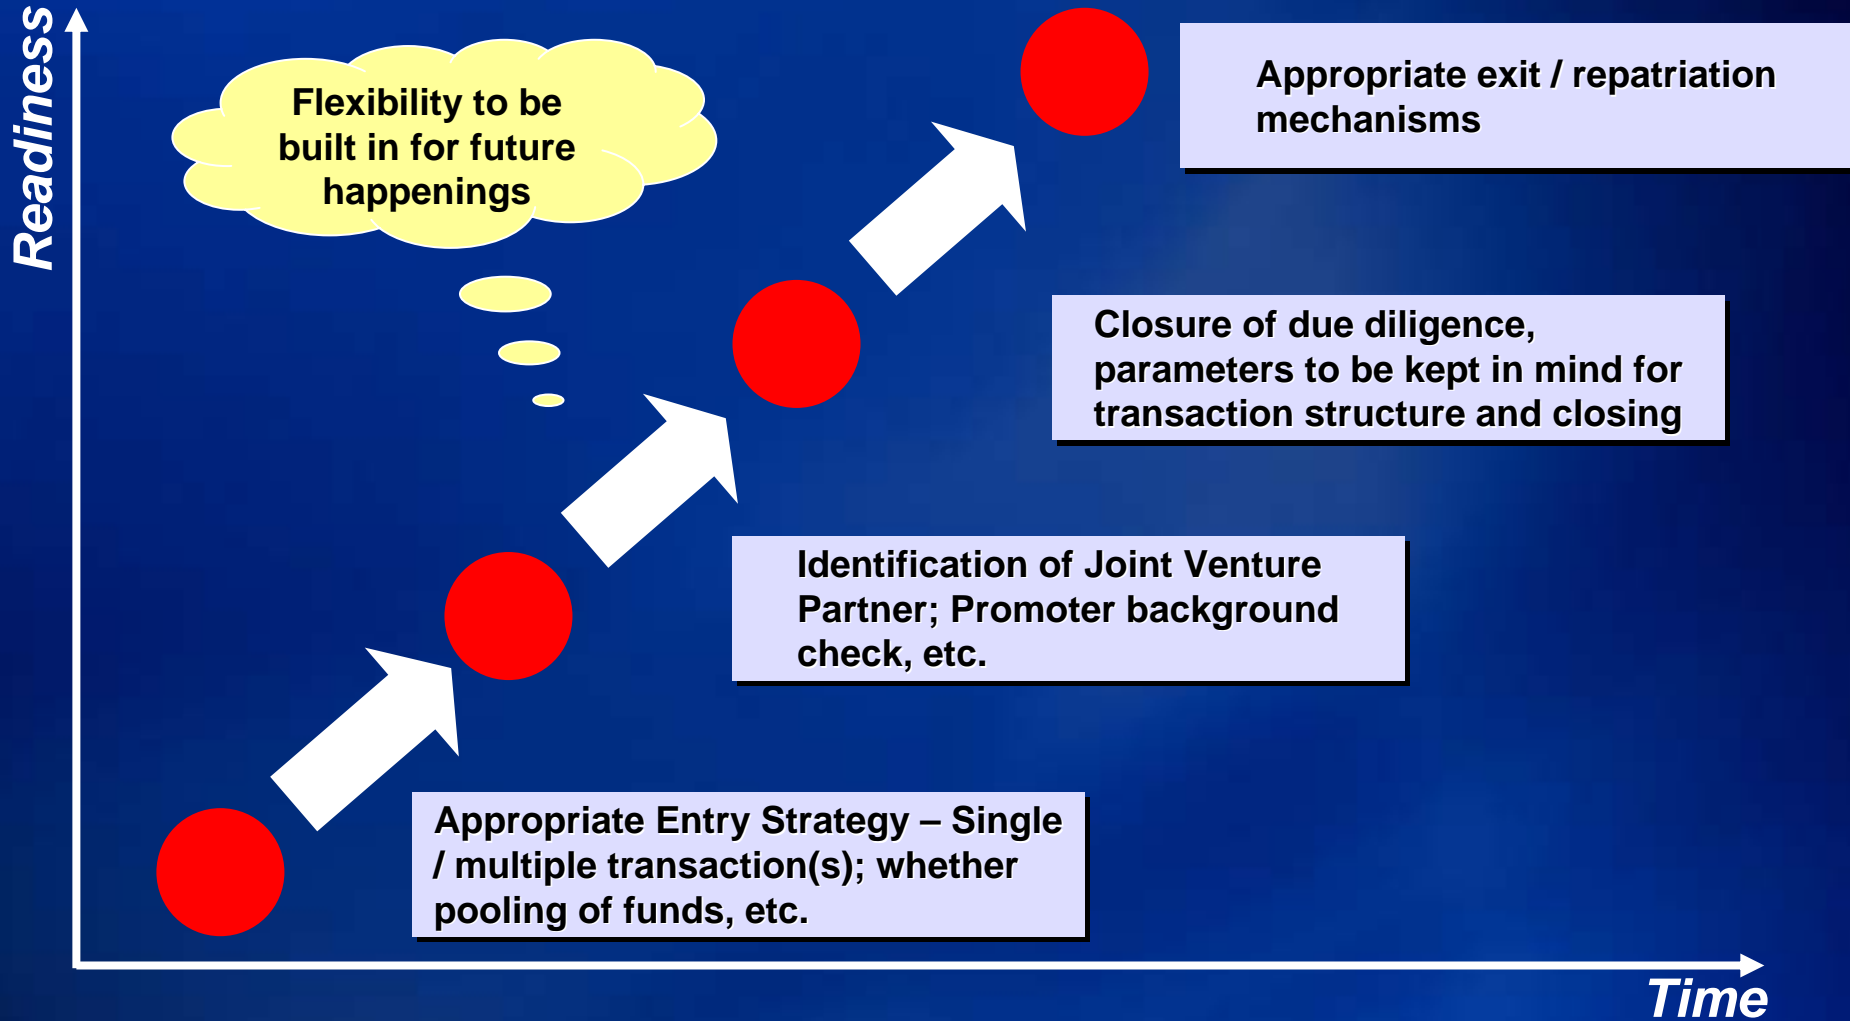 Readiness
Flexibility to be
built in for future
happenings
Appropriate exit / repatriation
mechanisms
Closure of due diligence,
parameters to be kept in mind for
transaction structure and closing
Identification of Joint Venture
Partner; Promoter background
check, etc.
Appropriate Entry Strategy – Single
/ multiple transaction(s); whether
pooling of funds, etc.
Time